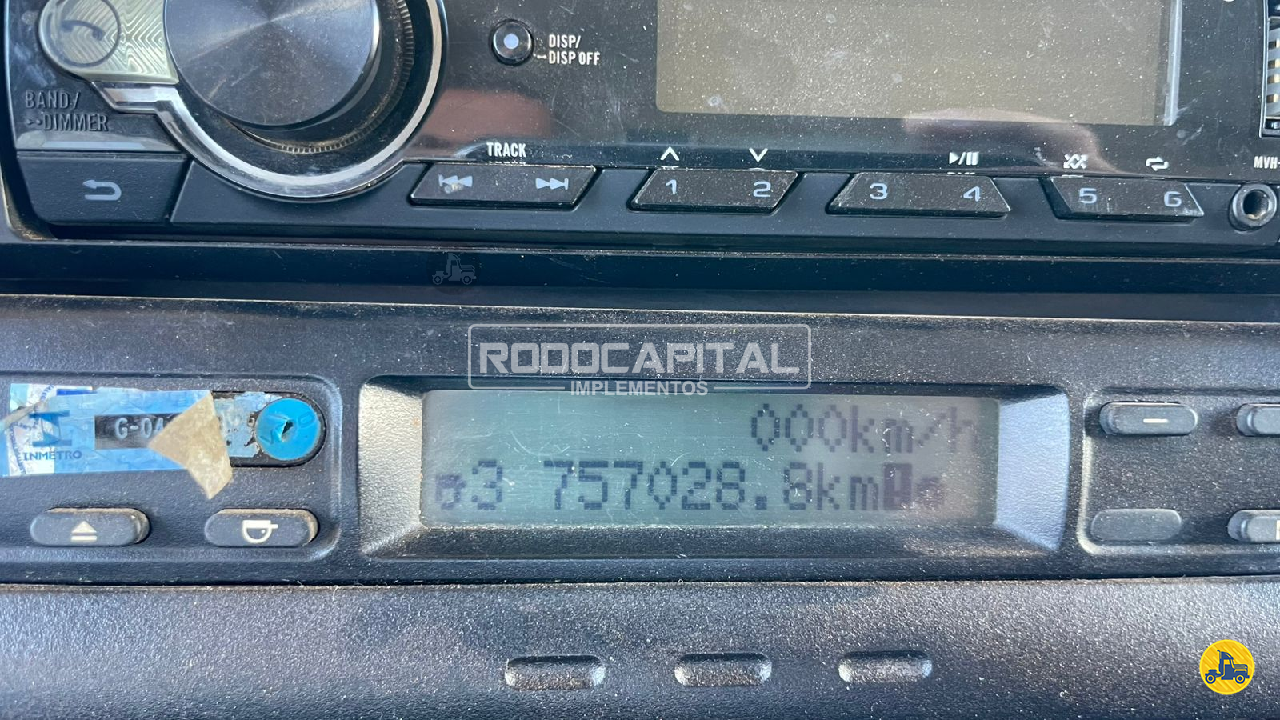 DISP/
DISP OFF
BAND/
DIMMER
TRACK
1 2 3 4 5 6
RODOCAPITAL
IMPLEMENTOS
000km/h
3 757028.8km
INMETRO